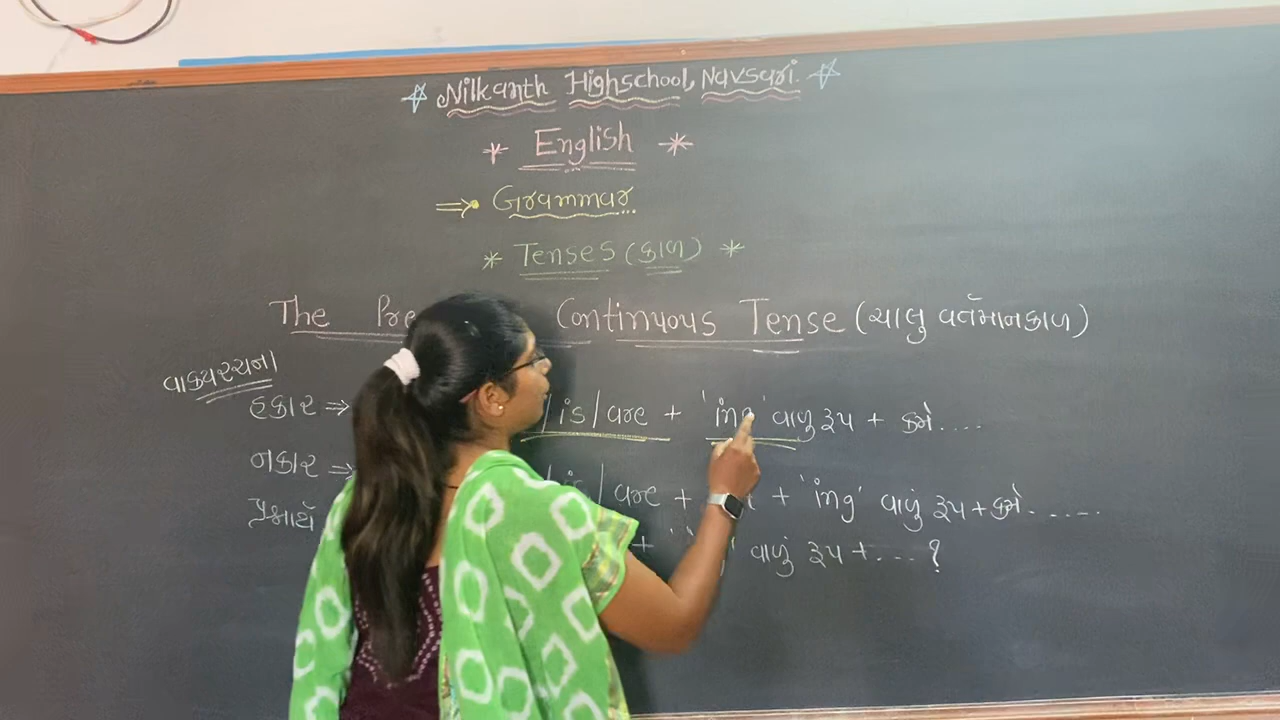 Nilkanth Highschool, Navsari.
* English *
⇒ Grammar...
* Tenses (કાળ) *
The Pre Continuous Tense (ચાલુ વર્તમાનકાળ)
વાક્યરચના
હકાર ⇒ / is / are + 'ing' વાળુ રૂપ + કર્મ ....
નકાર ⇒ / is / are + + 'ing' વાળું રૂપ + કર્મ ......
પ્રશ્નાર્થ + ' ' વાળું રૂપ + .... ?